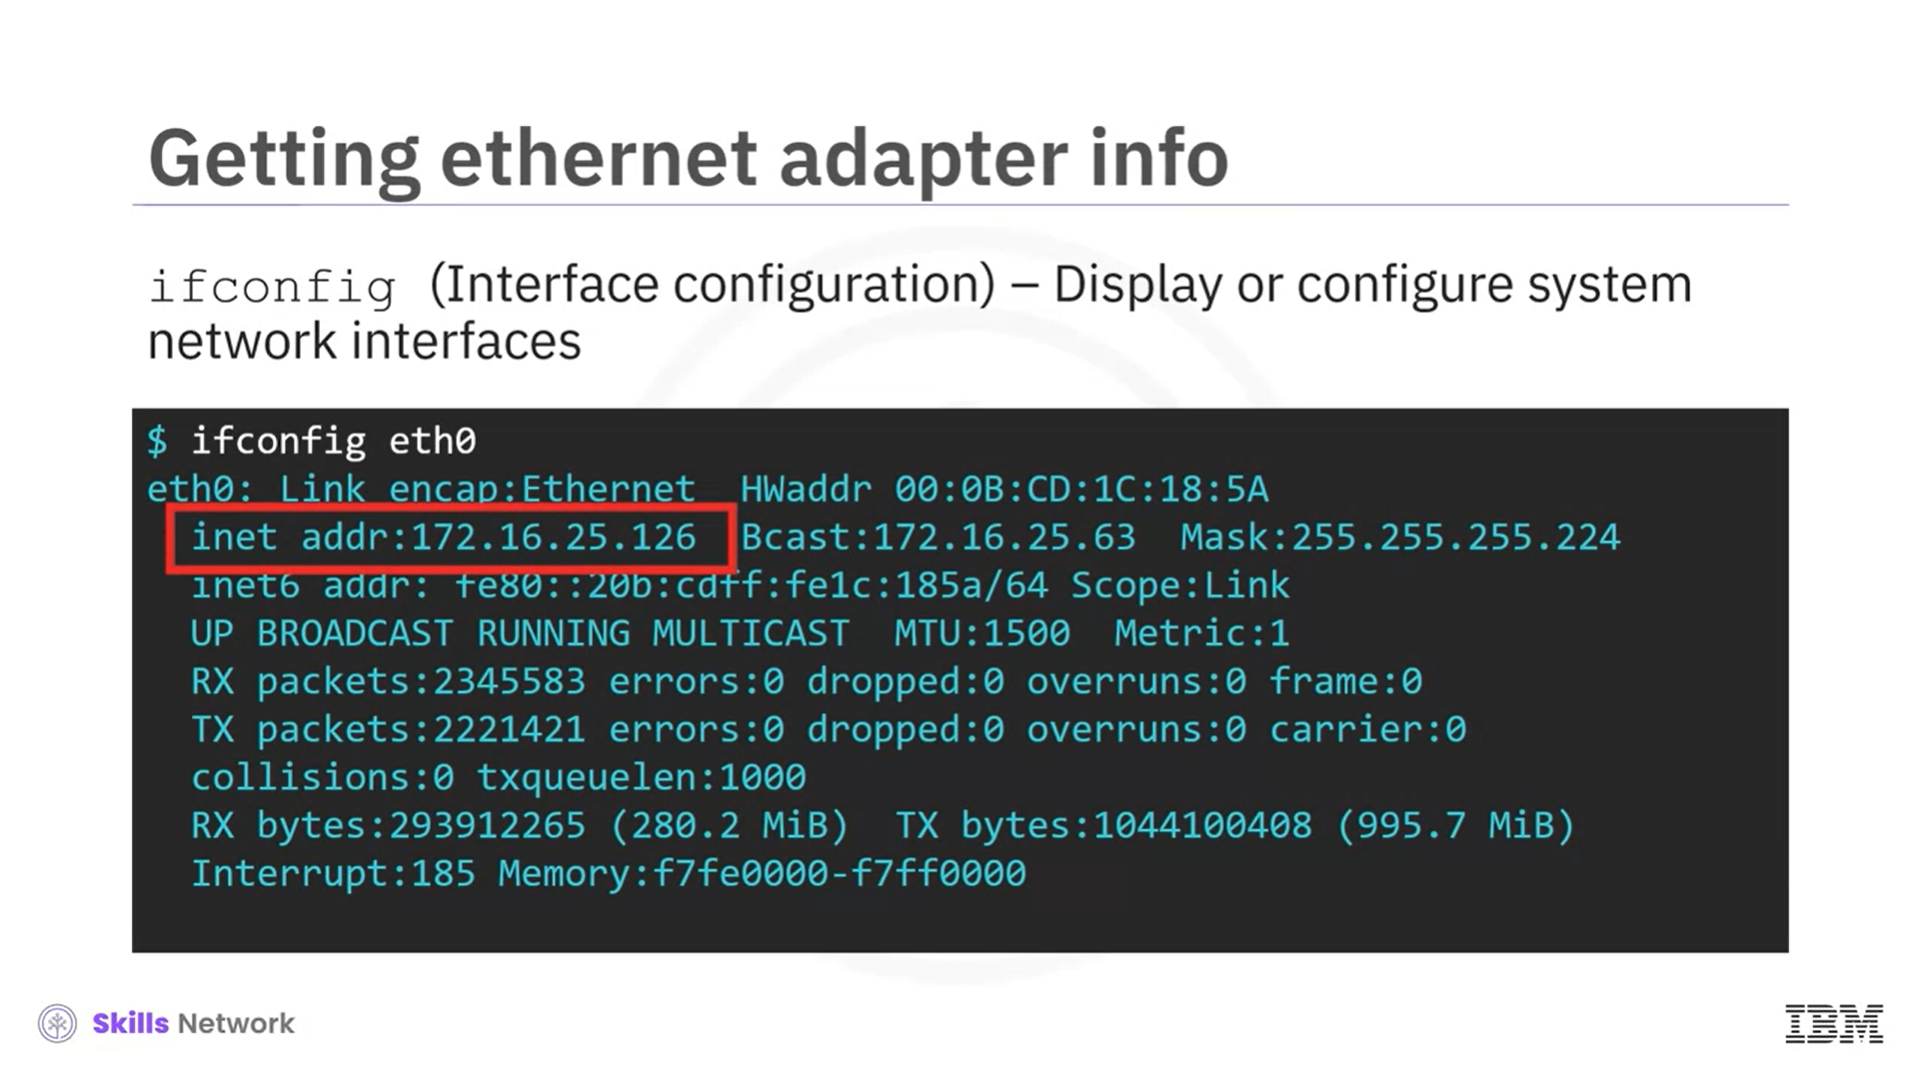 Getting ethernet adapter info
ifconfig (Interface configuration) – Display or configure system
network interfaces
$ ifconfig eth0
eth0: Link encap:Ethernet HWaddr 00:0B:CD:1C:18:5A
inet addr:172.16.25.126 Bcast:172.16.25.63 Mask:255.255.255.224
inet6 addr: fe80::20b:cdff:fe1c:185a/64 Scope:Link
UP BROADCAST RUNNING MULTICAST MTU:1500 Metric:1
RX packets:2345583 errors:0 dropped:0 overruns:0 frame:0
TX packets:2221421 errors:0 dropped:0 overruns:0 carrier:0
collisions:0 txqueuelen:1000
RX bytes:293912265 (280.2 MiB) TX bytes:1044100408 (995.7 MiB)
Interrupt:185 Memory:f7fe0000-f7ff0000
Skills Network
IBM